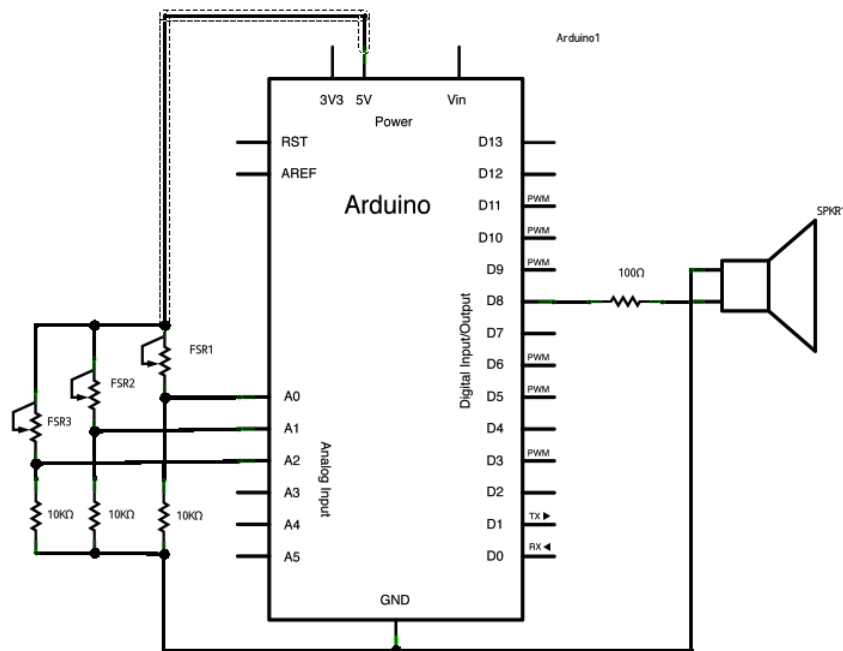 Arduino1
3V3 5V Vin
Power
RST
AREF
Arduino
D13
D12
PWM
D11
PWM
D10
PWM
D9
D8
D7
PWM
D6
PWM
D5
D4
PWM
D3
D2
TX ▶
D1
RX ◀
D0
Digital Input/Output
100Ω
SPKR1
FSR1
FSR2
FSR3
A0
A1
A2
A3
A4
A5
Analog Input
10KΩ
10KΩ
10KΩ
GND